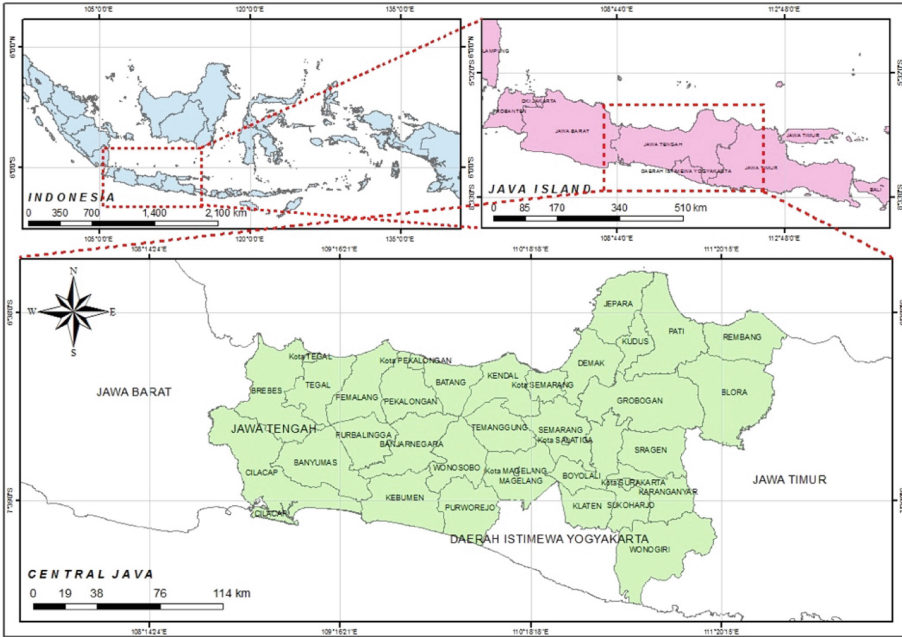 105°0'E 120°0'E 135°0'E
108°44'0"E 112°48'0"E
LAMPUNG
DKI JAKARTA
PROBANTEN
JAWA BARAT
JAWA TENGAH
JAWA TIMUR
DAERAH ISTIMEWA YOGYAKARTA
JAWA TIMUR
BALI
INDONESIA
0 350 700 1,400 2,100 km
JAVA ISLAND
0 85 170 340 510 km
105°0'E 120°0'E 135°0'E
108°44'0"E 112°48'0"E
108°14'24"E 109°16'21"E 110°18'18"E 111°20'15"E
N
W E
S
JEPARA
PATI
KUDUS
REMBANG
DEMAK
Kota TEGAL
Kota PEKALONGAN
BATANG
KENDAL
Kota SEMARANG
BREBES
TEGAL
PEMALANG
PEKALONGAN
GROBOGAN
BLORA
JAWA BARAT
JAWA TENGAH
PURBALINGGA
BANJARNEGARA
TEMANGGUNG
SEMARANG
Kota SALATIGA
SRAGEN
CILACAP
BANYUMAS
WONOSOBO
Kota MAGELANG
MAGELANG
BOYOLALI
Kota SURAKARTA
KARANGANYAR
JAWA TIMUR
KEBUMEN
PURWOREJO
KLATEN
SUKOHARJO
CILACAP
DAERAH ISTIMEWA YOGYAKARTA
WONOGIRI
CENTRAL JAVA
0 19 38 76 114 km
108°14'24"E 109°16'21"E 110°18'18"E 111°20'15"E